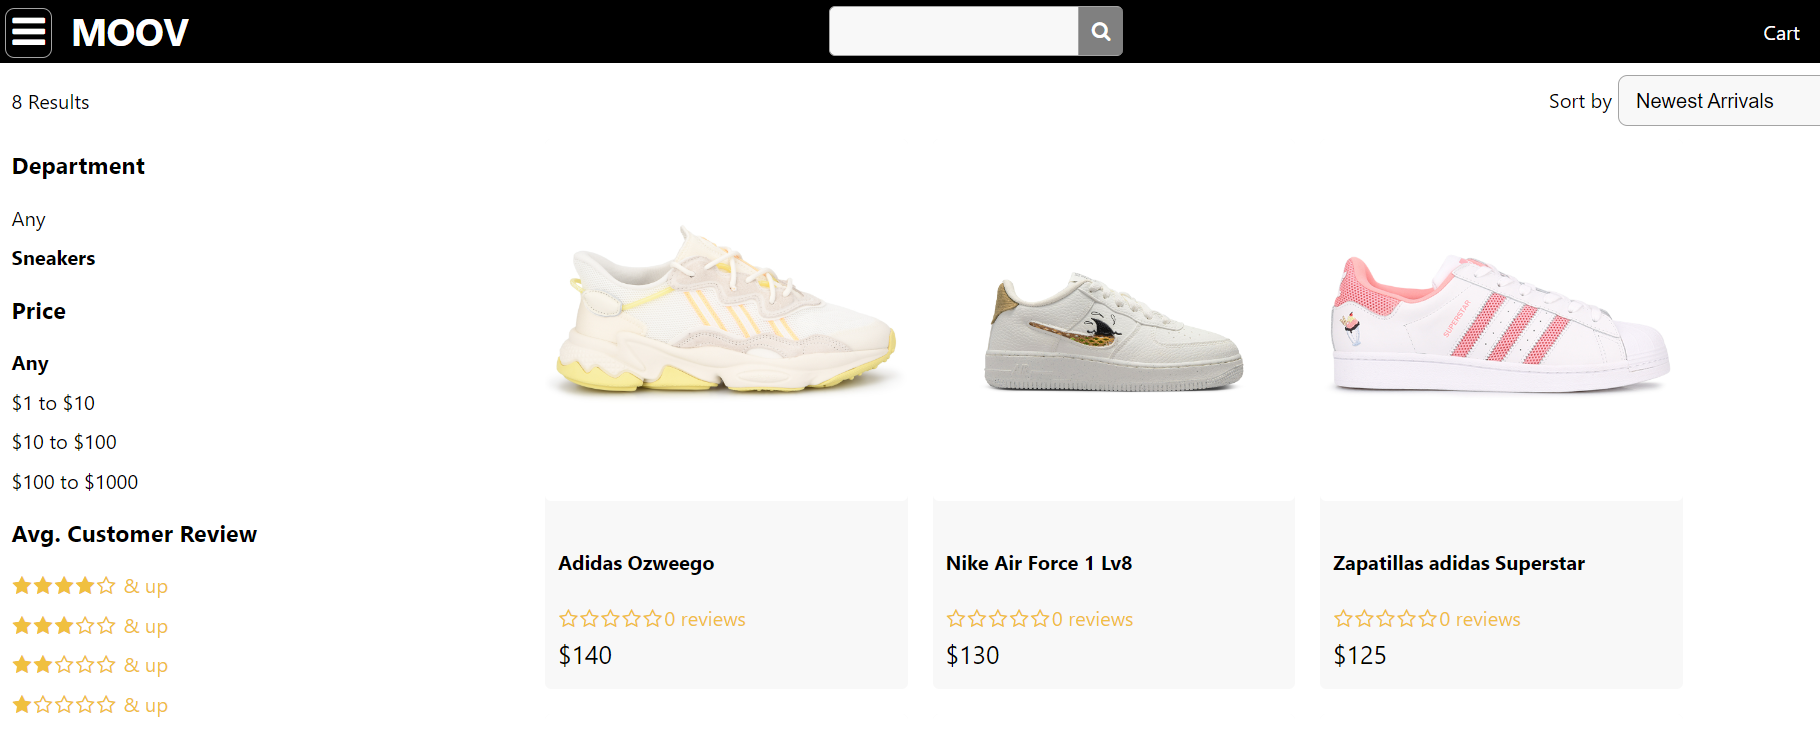 MOOV
Cart
8 Results
Sort by Newest Arrivals
Department
Any
Sneakers
Price
Any
$1 to $10
$10 to $100
$100 to $1000
Avg. Customer Review
& up
& up
& up
& up
SUPERSTAR
Adidas Ozweego
0 reviews
$140
Nike Air Force 1 Lv8
0 reviews
$130
Zapatillas adidas Superstar
0 reviews
$125